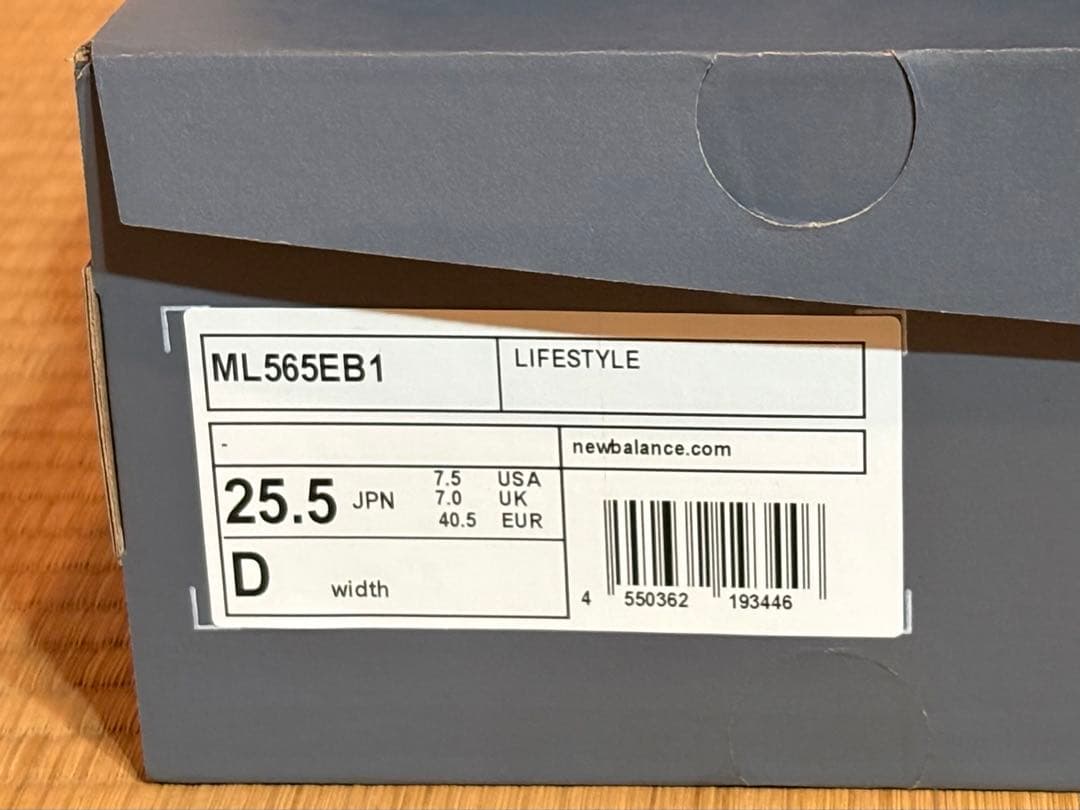 ML565EB1
LIFESTYLE
-
newbalance.com
25.5 JPN
7.5 USA
7.0 UK
40.5 EUR
D width
4 550362 193446